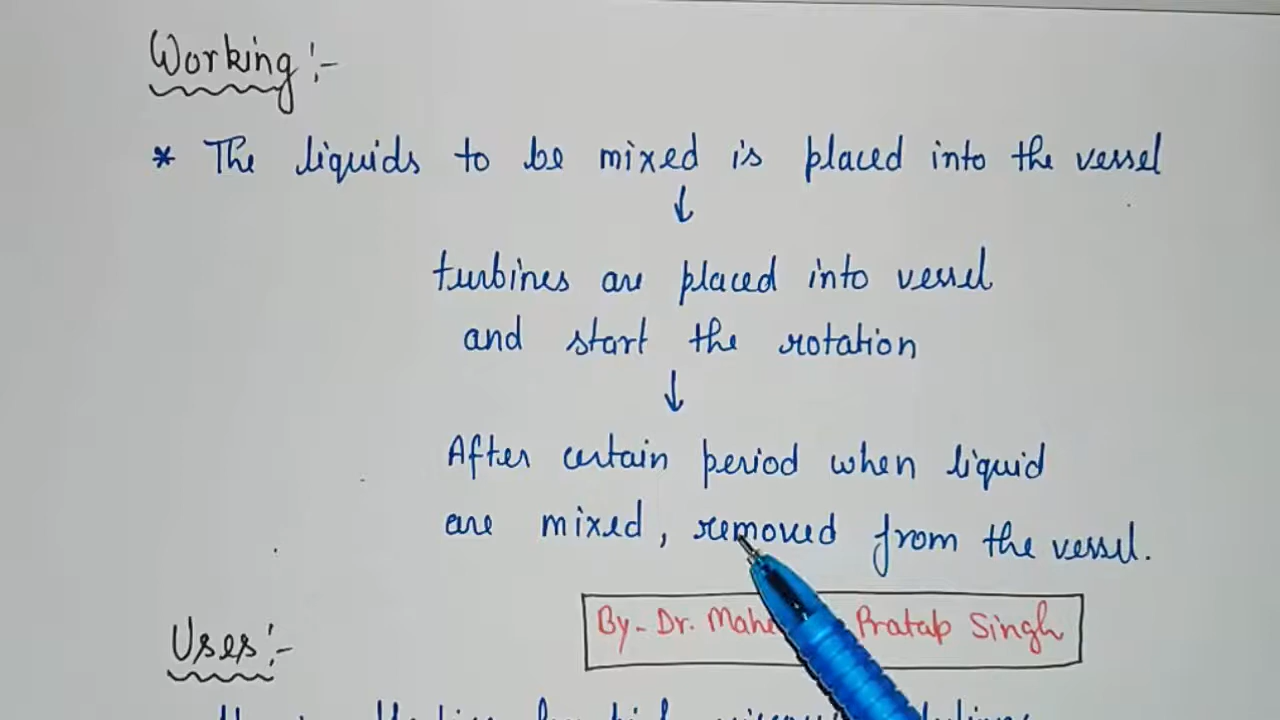 Working :-
* The liquids to be mixed is placed into the vessel
↓
turbines are placed into vessel
and start the rotation
↓
After certain period when liquid
are mixed, removed from the vessel.
By - Dr. Pratap Singh
Uses :-